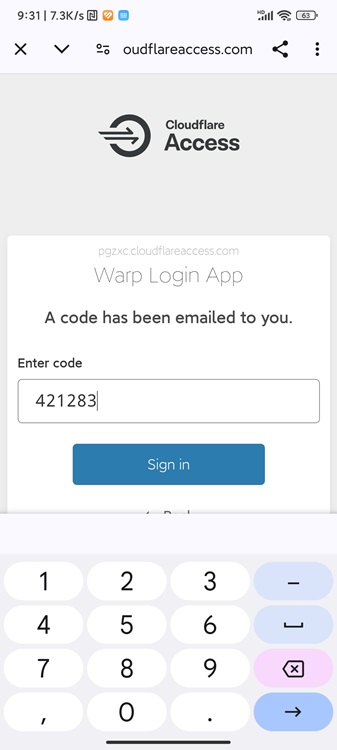 9:31 | 7.3K/s
HD
63
oudflareaccess.com
Cloudflare
Access
pgzxc.cloudflareaccess.com
Warp Login App
A code has been emailed to you.
Enter code
421283
Sign in
1 2 3 –
4 5 6
7 8 9
, 0 . →